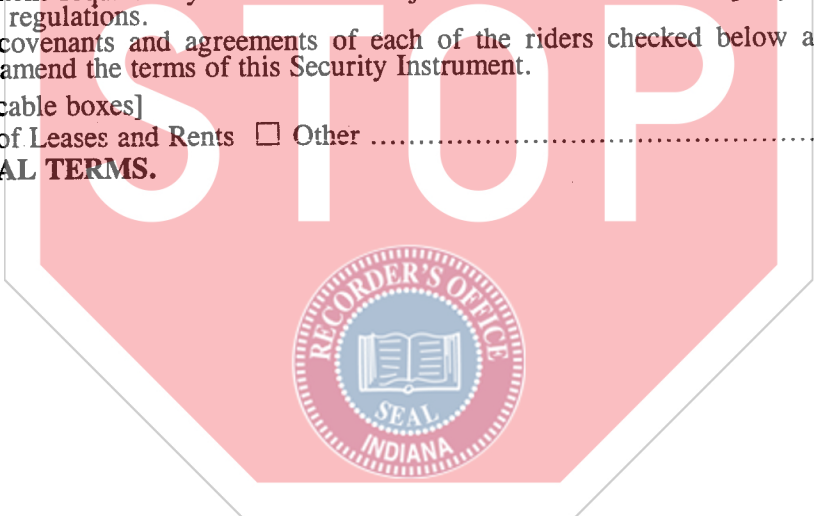 regulations.
covenants and agreements of each of the riders checked below a
amend the terms of this Security Instrument.
cable boxes]
of Leases and Rents ☐ Other ................................................
AL TERMS.
STOP
RECORDER'S OFFICE
SEAL
INDIANA